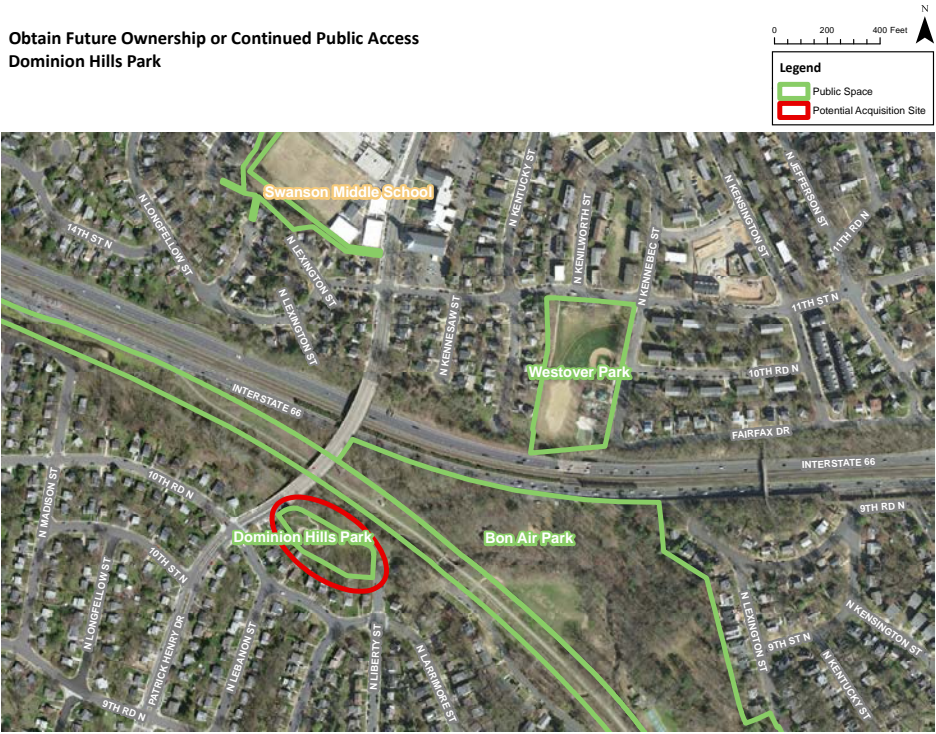 Obtain Future Ownership or Continued Public Access
Dominion Hills Park
N
0 200 400 Feet
Legend
Public Space
Potential Acquisition Site
Swanson Middle School
N LONGFELLOW ST
14TH ST N
N LEXINGTON ST
N LEXINGTON ST
N KENTUCKY ST
N KENILWORTH ST
N KENNEBEC ST
N KENSINGTON ST
N JEFFERSON ST
11TH RD N
11TH ST N
N KENNESAW ST
Westover Park
10TH RD N
INTERSTATE 66
FAIRFAX DR
INTERSTATE 66
N MADISON ST
10TH RD N
9TH RD N
Dominion Hills Park
Bon Air Park
10TH ST N
N LONGFELLOW ST
PATRICK HENRY DR
N LEBANON ST
N LIBERTY ST
N LARRIMORE ST
N LEXINGTON ST
9TH ST N
N KENSINGTON ST
N KENTUCKY ST
9TH RD N